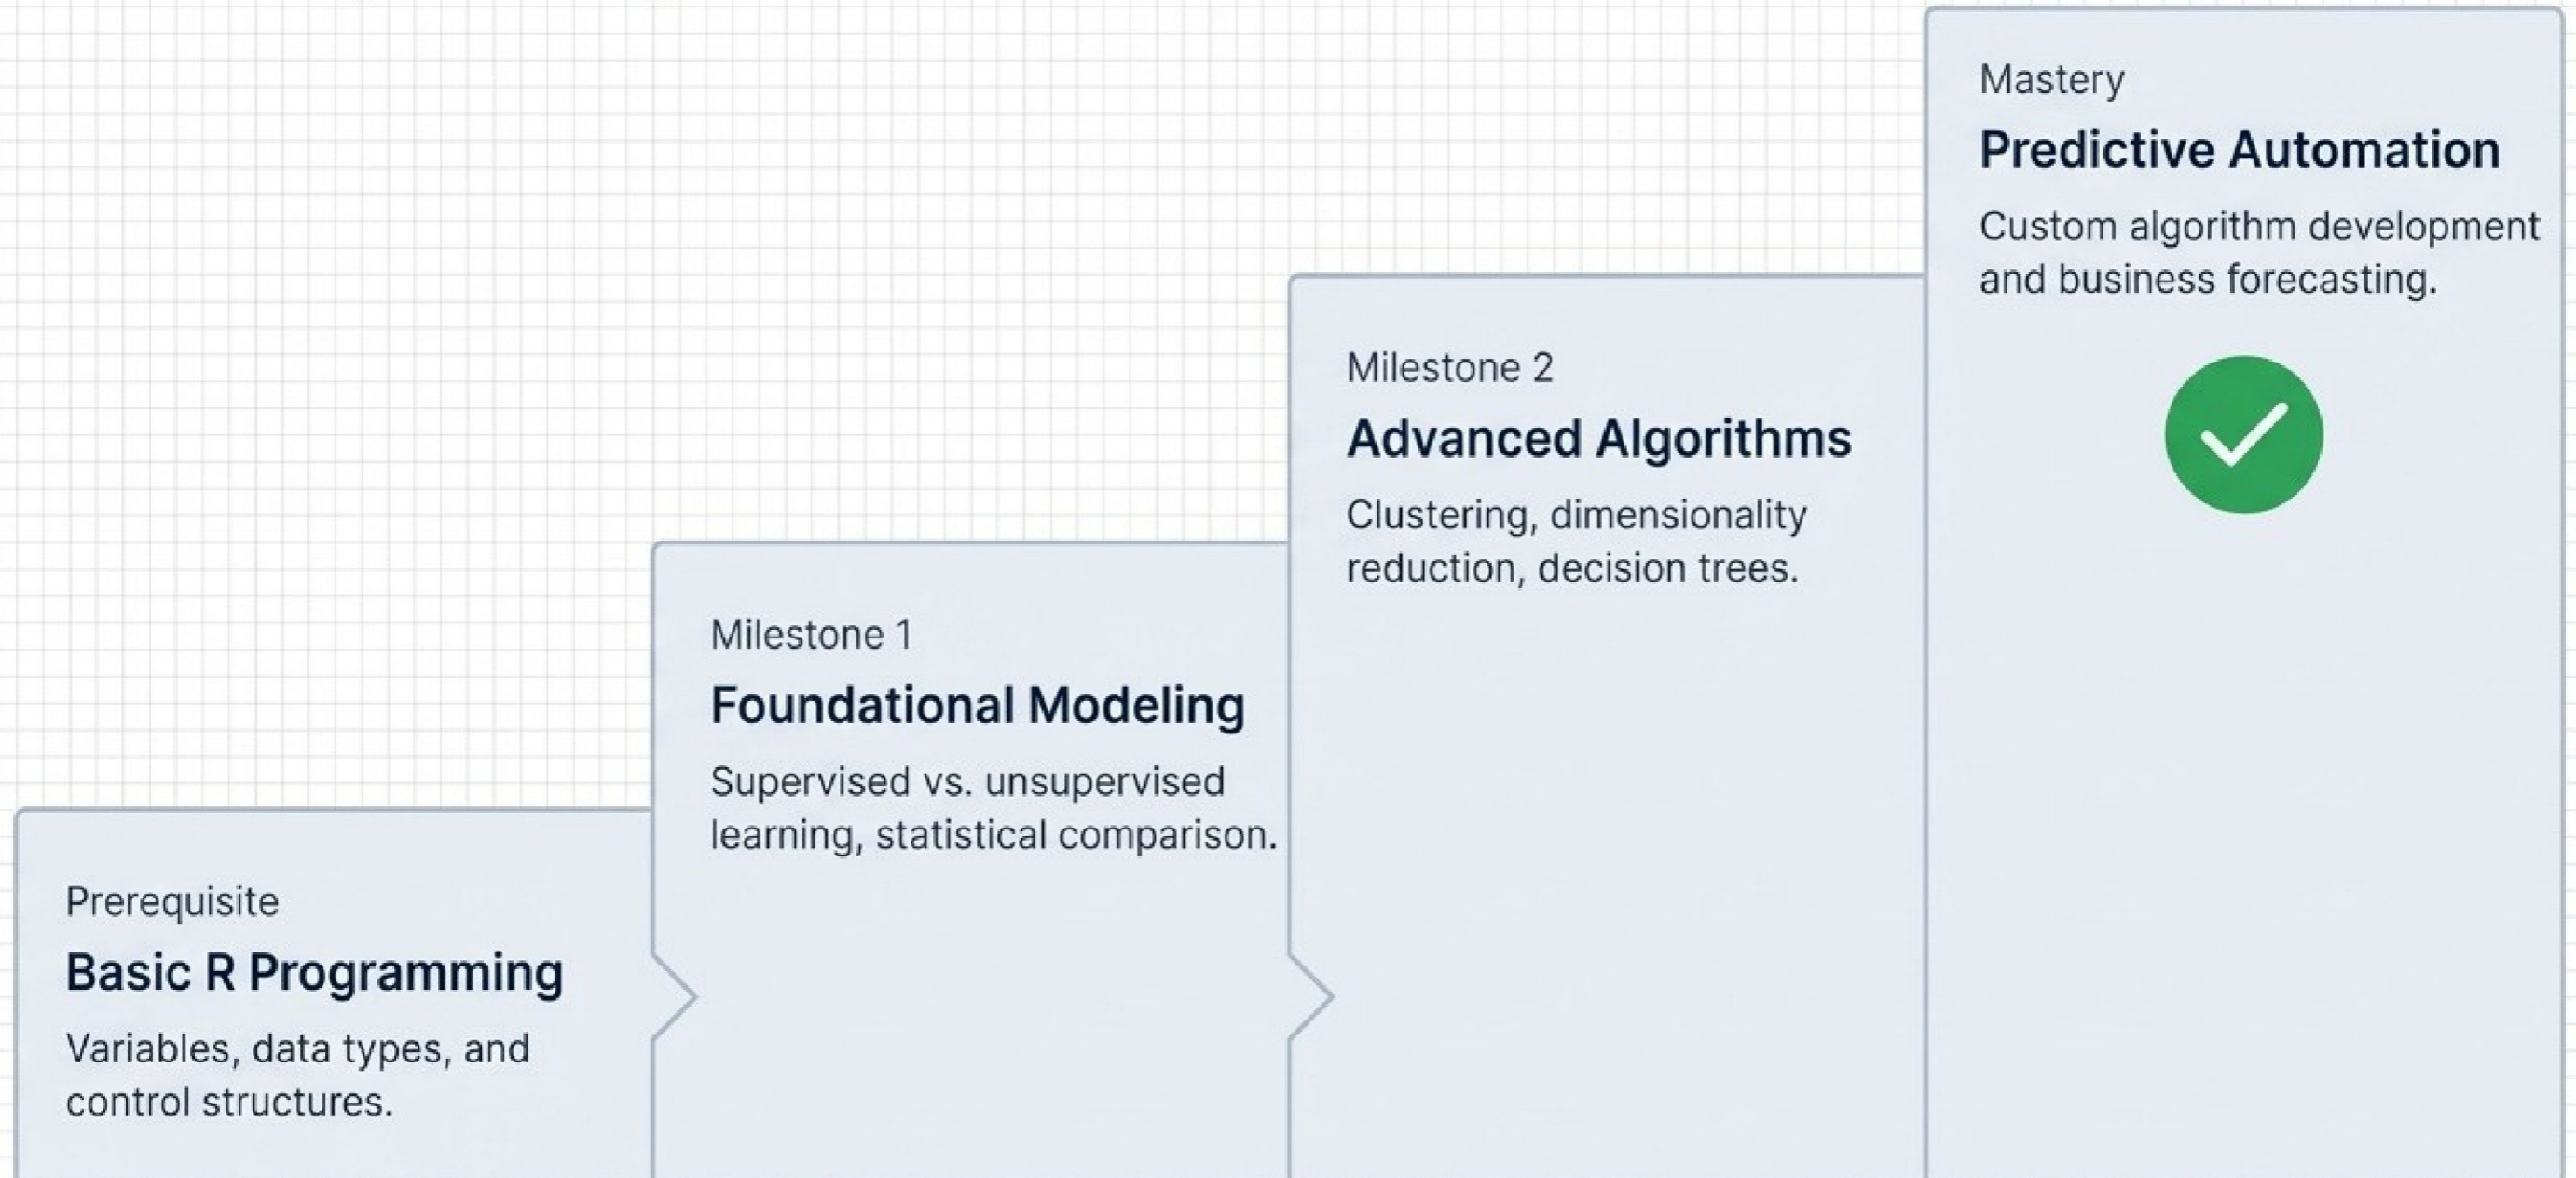 Prerequisite
Basic R Programming
Variables, data types, and
control structures.
Milestone 1
Foundational Modeling
Supervised vs. unsupervised
learning, statistical comparison.
Milestone 2
Advanced Algorithms
Clustering, dimensionality
reduction, decision trees.
Mastery
Predictive Automation
Custom algorithm development
and business forecasting.